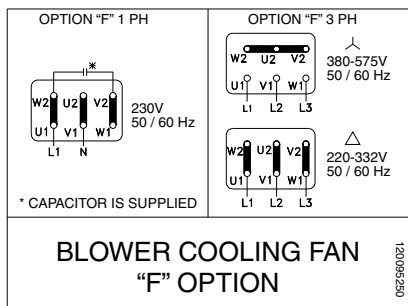 OPTION “F” 1 PH
*
W2 U2 V2
U1 V1 W1
L1 N
230V
50 / 60 Hz
* CAPACITOR IS SUPPLIED
OPTION “F” 3 PH
W2 U2 V2
U1 V1 W1
L1 L2 L3
380-575V
50 / 60 Hz
W2 U2 V2
U1 V1 W1
L1 L2 L3
220-332V
50 / 60 Hz
BLOWER COOLING FAN
“F” OPTION
120095250